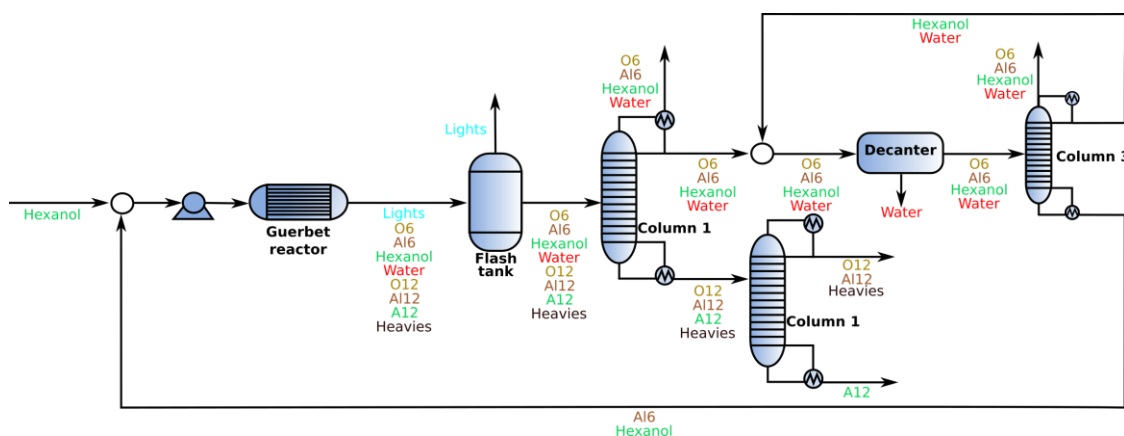 Hexanol
Guerbet
reactor
Lights
O6
Al6
Hexanol
Water
O12
Al12
A12
Heavies
Lights
Flash
tank
O6
Al6
Hexanol
Water
O12
Al12
A12
Heavies
O6
Al6
Hexanol
Water
Column 1
O6
Al6
Hexanol
Water
O12
Al12
A12
Heavies
Column 1
O12
Al12
Heavies
A12
Hexanol
Water
O6
Al6
Hexanol
Water
Decanter
Water
O6
Al6
Hexanol
Water
O6
Al6
Hexanol
Water
Column 3
Al6
Hexanol